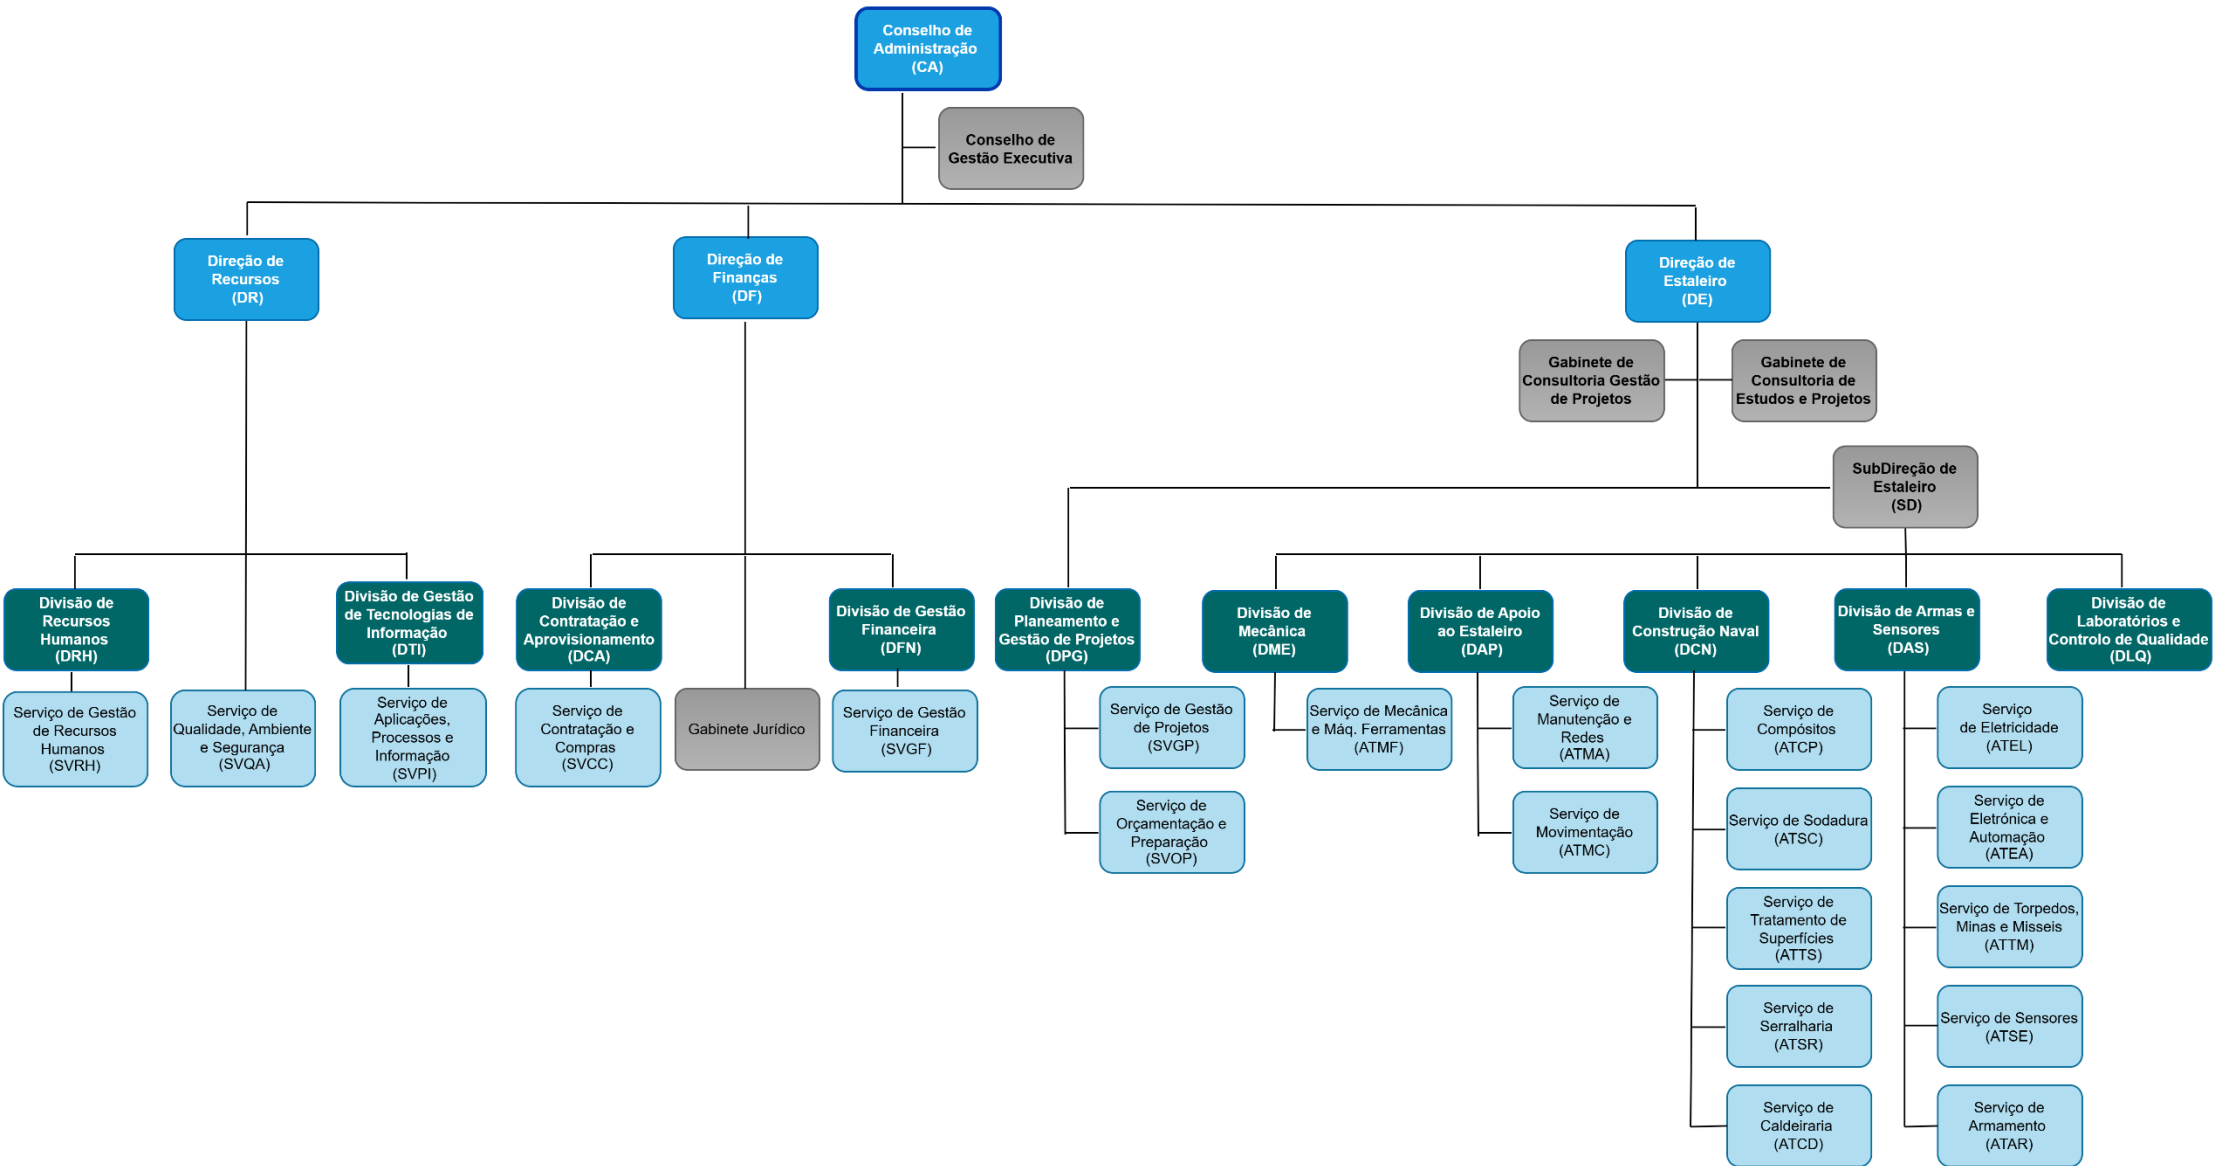 Conselho de
Administração
(CA)
Conselho de
Gestão Executiva
Direção de
Recursos
(DR)
Direção de
Finanças
(DF)
Direção de
Estaleiro
(DE)
Gabinete de
Consultoria Gestão
de Projetos
Gabinete de
Consultoria de
Estudos e Projetos
SubDireção de
Estaleiro
(SD)
Divisão de
Recursos
Humanos
(DRH)
Divisão de Gestão
de Tecnologias de
Informação
(DTI)
Divisão de
Contratação e
Aprovisionamento
(DCA)
Divisão de Gestão
Financeira
(DFN)
Divisão de
Planeamento e
Gestão de Projetos
(DPG)
Divisão de
Mecânica
(DME)
Divisão de Apoio
ao Estaleiro
(DAP)
Divisão de
Construção Naval
(DCN)
Divisão de Armas e
Sensores
(DAS)
Divisão de
Laboratórios e
Controlo de Qualidade
(DLQ)
Serviço de Gestão
de Recursos
Humanos
(SVRH)
Serviço de
Qualidade, Ambiente
e Segurança
(SVQA)
Serviço de
Aplicações,
Processos e
Informação
(SVPI)
Serviço de
Contratação e
Compras
(SVCC)
Gabinete Jurídico
Serviço de Gestão
Financeira
(SVGF)
Serviço de Gestão
de Projetos
(SVGP)
Serviço de
Orçamentação e
Preparação
(SVOP)
Serviço de Mecânica
e Máq. Ferramentas
(ATMF)
Serviço de
Manutenção e
Redes
(ATMA)
Serviço de
Movimentação
(ATMC)
Serviço de
Compósitos
(ATCP)
Serviço de Sodadura
(ATSC)
Serviço de
Tratamento de
Superfícies
(ATTS)
Serviço de
Serralharia
(ATSR)
Serviço de
Caldeiraria
(ATCD)
Serviço
de Eletricidade
(ATEL)
Serviço de
Eletrónica e
Automação
(ATEA)
Serviço de Torpedos,
Minas e Misseis
(ATTM)
Serviço de Sensores
(ATSE)
Serviço de
Armamento
(ATAR)